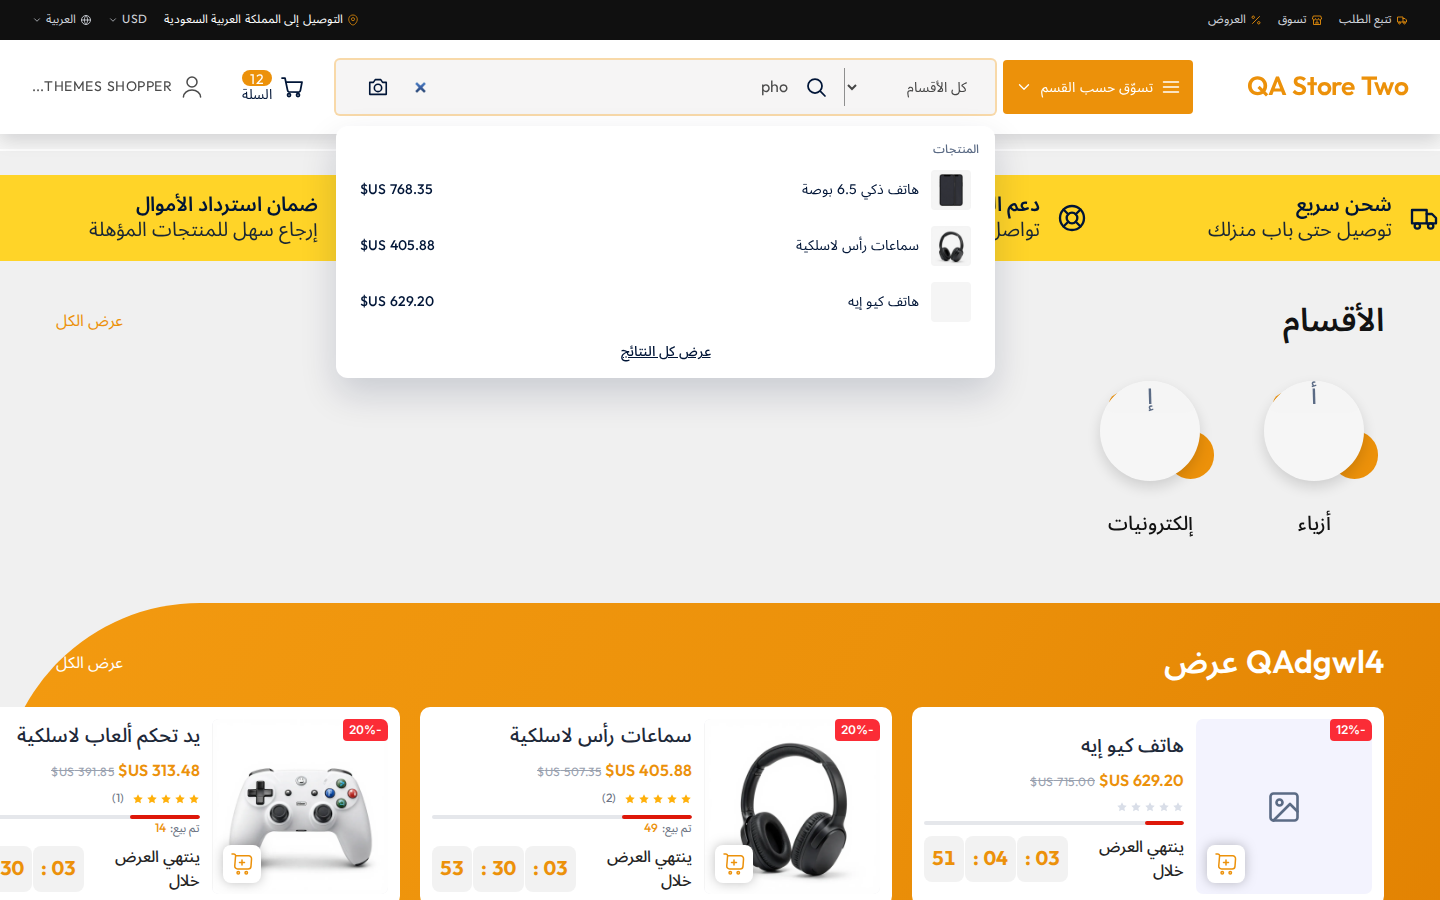 تتبع الطلب
تسوق
العروض
التوصيل إلى المملكة العربية السعودية
USD
العربية
QA Store Two
تسوّق حسب القسم
كل الأقسام
pho
12
السلة
THEMES SHOPPER...
المنتجات
هاتف ذكي 6.5 بوصة
$US 768.35
سماعات رأس لاسلكية
$US 405.88
هاتف كيو إيه
$US 629.20
عرض كل النتائج
شحن سريع
توصيل حتى باب منزلك
دعم
تواصل
ضمان استرداد الأموال
إرجاع سهل للمنتجات المؤهلة
الأقسام
عرض الكل
أ
إ
أزياء
إلكترونيات
عرض QAdgwl4
عرض الكل
-12%
هاتف كيو إيه
$US 629.20 $US 715.00
ينتهي العرض
خلال
03 : 04 : 51
-20%
سماعات رأس لاسلكية
$US 405.88 $US 507.35
(2)
تم بيع: 49
ينتهي العرض
خلال
03 : 30 : 53
-20%
يد تحكم ألعاب لاسلكية
$US 313.48 $US 391.85
(1)
تم بيع: 14
ينتهي العرض
خلال
03 : 30